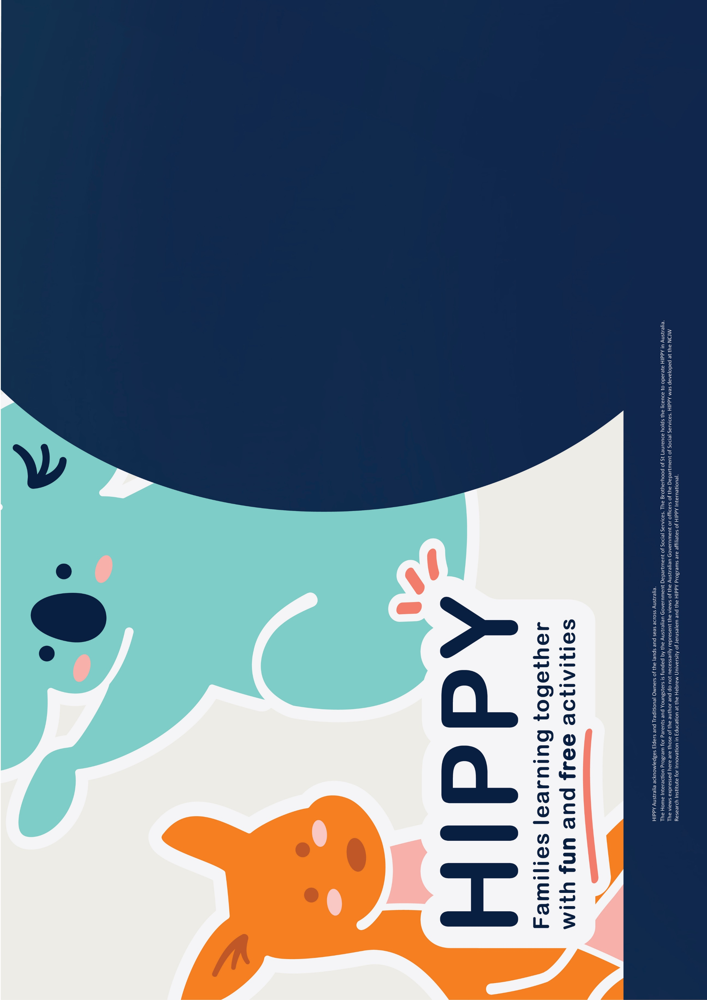 HIPPY
Families learning together
with fun and free activities
HIPPY Australia acknowledges Elders and Traditional Owners of the lands and seas across Australia.
The Home Interaction Program for Parents and Youngsters is funded by the Australian Government Department of Social Services. The Brotherhood of St Laurence holds the licence to operate HIPPY in Australia.
The views expressed here are those of the author and do not necessarily represent the views of the Australian Government or officers of the Department of Social Services. HIPPY was developed at the NCJW
Research Institute for Innovation in Education at the Hebrew University of Jerusalem and the HIPPY Programs are affiliates of HIPPY International.